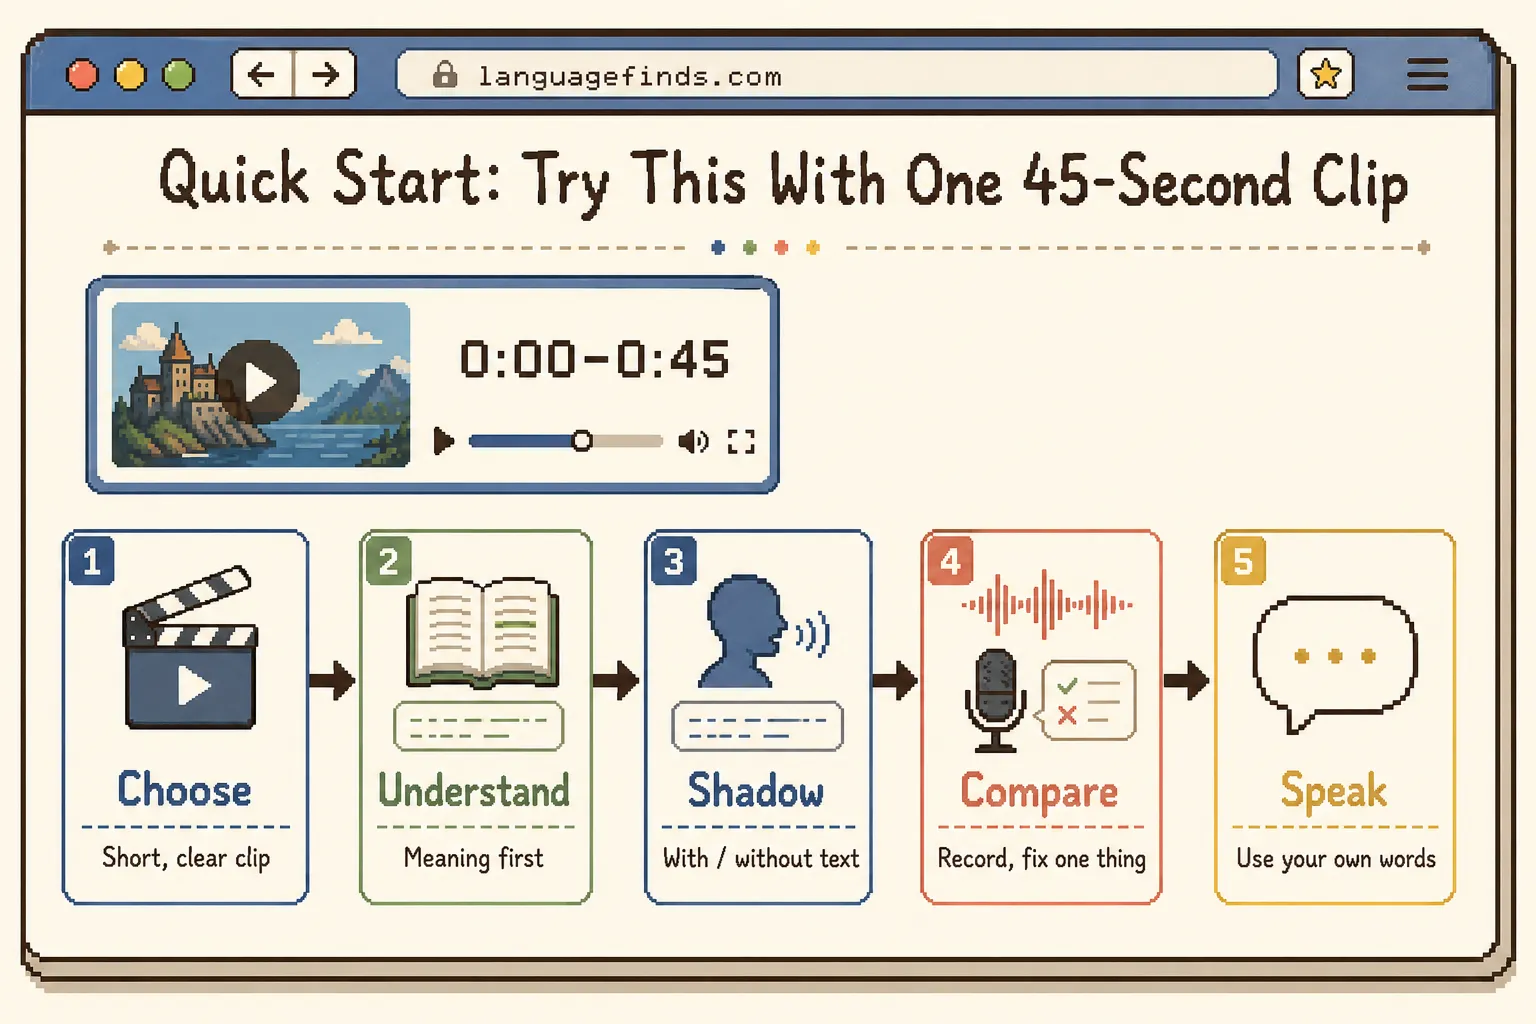 languagefinds.com
Quick Start: Try This With One 45-Second Clip
0:00-0:45
1
Choose
Short, clear clip
2
Understand
Meaning first
3
Shadow
With / without text
4
Compare
Record, fix one thing
5
Speak
Use your own words